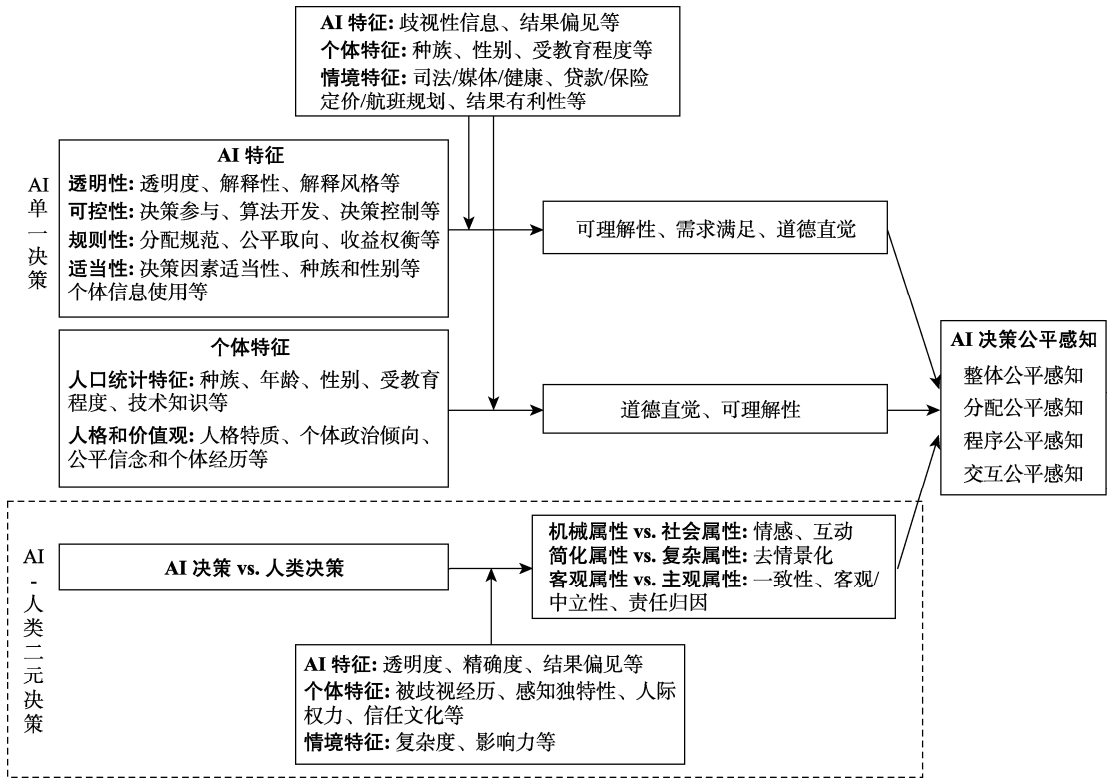 AI 特征: 歧视性信息、结果偏见等
个体特征: 种族、性别、受教育程度等
情境特征: 司法/媒体/健康、贷款/保险
定价/航班规划、结果有利性等
AI
单
一
决
策
AI 特征
透明性: 透明度、解释性、解释风格等
可控性: 决策参与、算法开发、决策控制等
规则性: 分配规范、公平取向、收益权衡等
适当性: 决策因素适当性、种族和性别等
个体信息使用等
可理解性、需求满足、道德直觉
个体特征
人口统计特征: 种族、年龄、性别、受教育
程度、技术知识等
人格和价值观: 人格特质、个体政治倾向、
公平信念和个体经历等
道德直觉、可理解性
AI 决策公平感知
整体公平感知
分配公平感知
程序公平感知
交互公平感知
AI
-
人
类
二
元
决
策
AI 决策 vs. 人类决策
机械属性 vs. 社会属性: 情感、互动
简化属性 vs. 复杂属性: 去情景化
客观属性 vs. 主观属性: 一致性、客观/
中立性、责任归因
AI 特征: 透明度、精确度、结果偏见等
个体特征: 被歧视经历、感知独特性、人际
权力、信任文化等
情境特征: 复杂度、影响力等